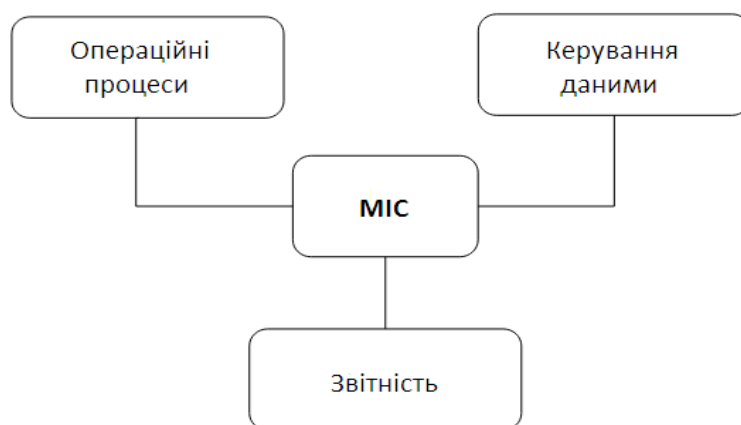 Операційні
процеси
Керування
даними
МІС
Звітність